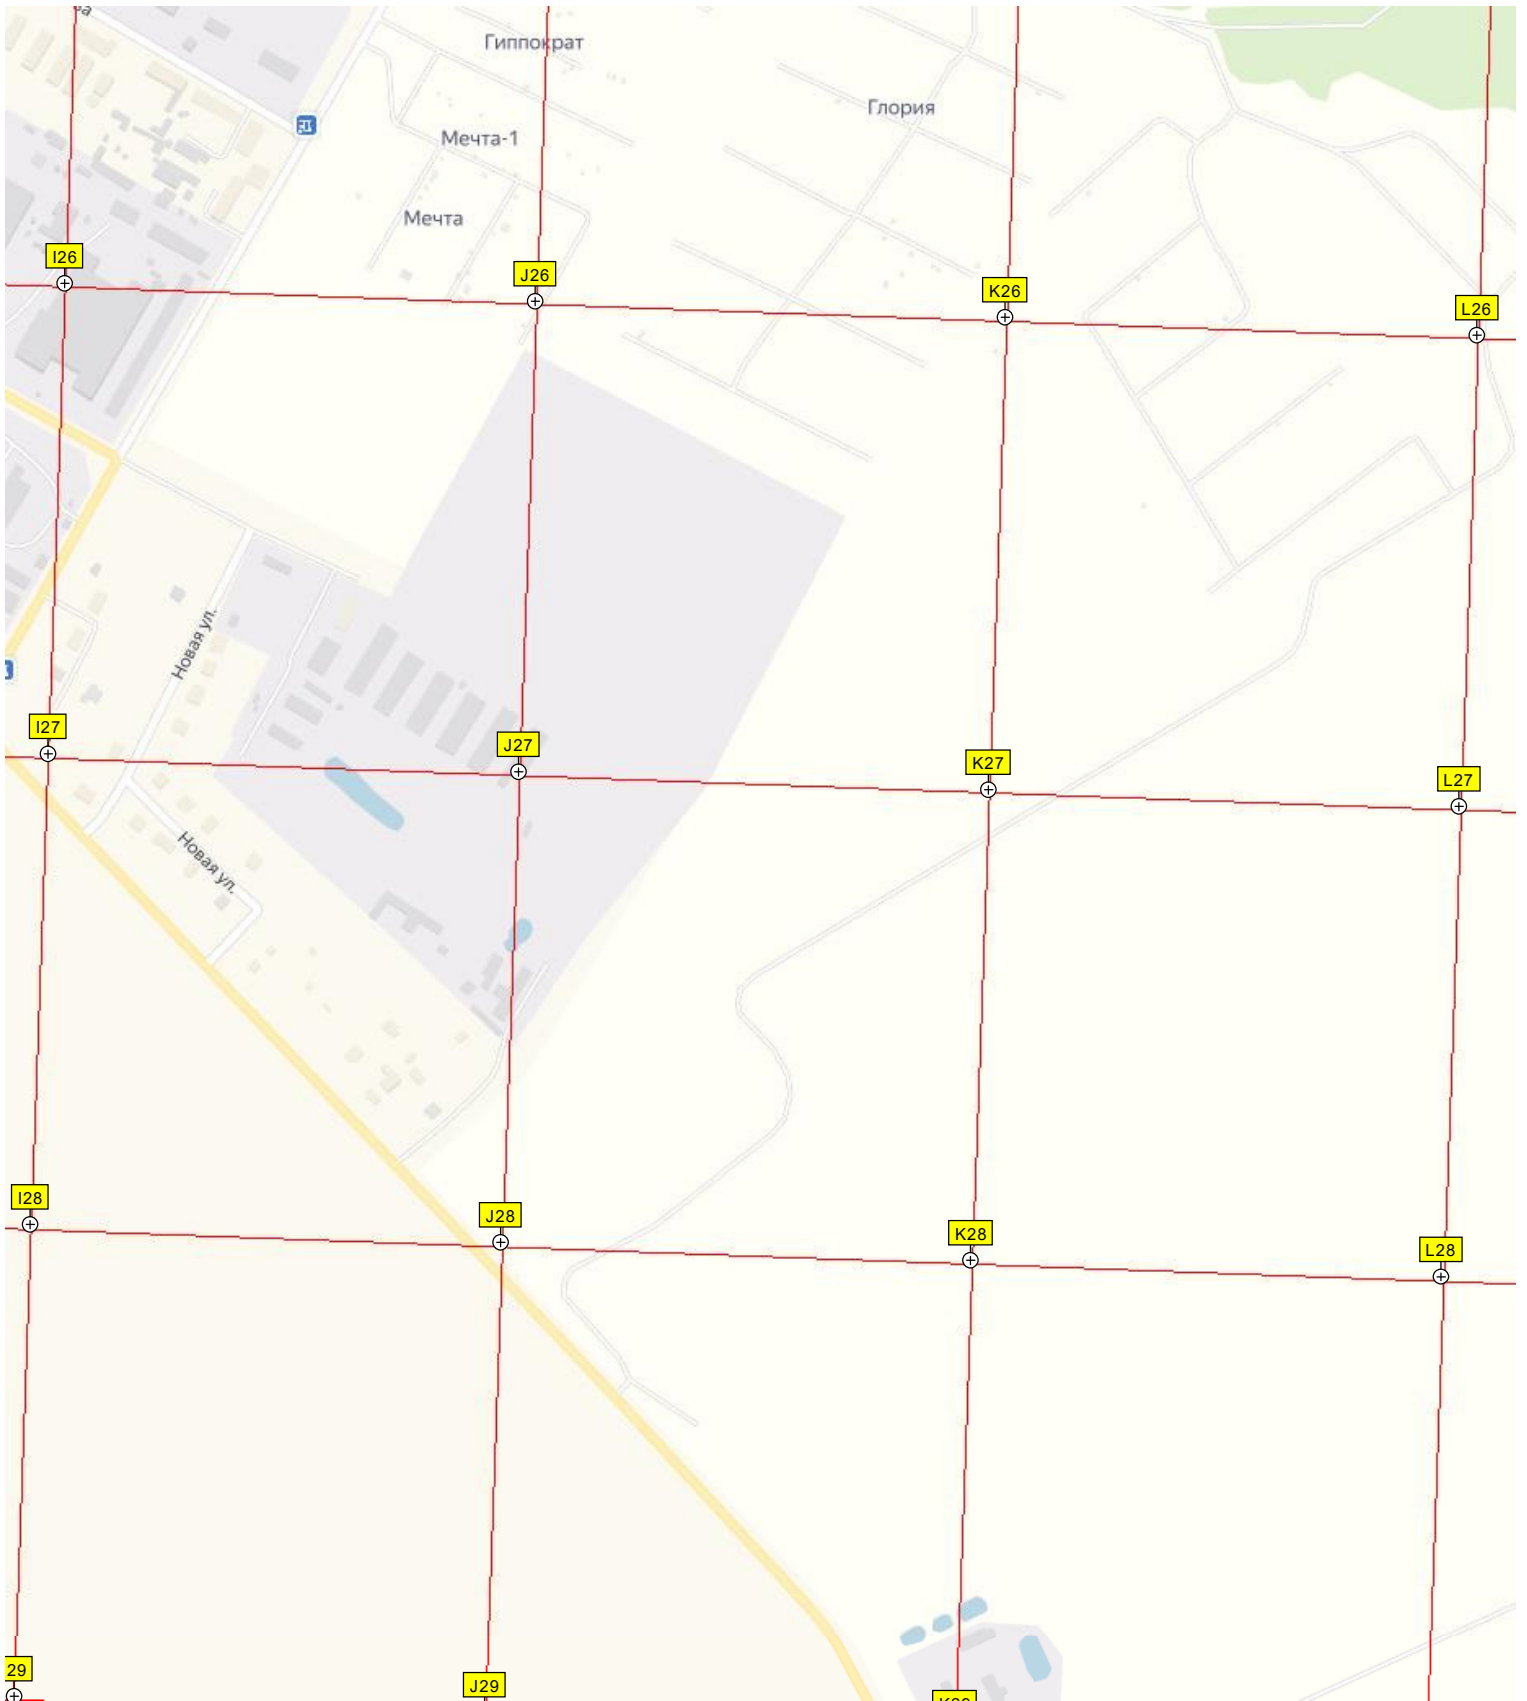 Гиппократ
Глория
Мечта-1
Мечта
I26
J26
K26
L26
Новая ул.
I27
J27
K27
L27
Новая ул.
I28
J28
K28
L28
29
J29